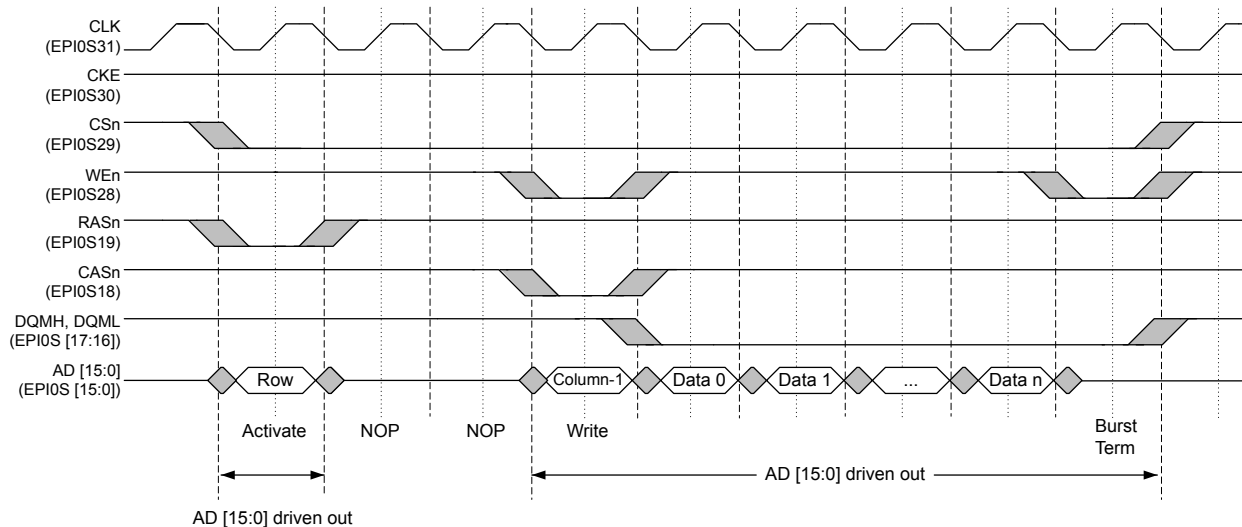 CLK
(EPI0S31)
CKE
(EPI0S30)
CSn
(EPI0S29)
WEn
(EPI0S28)
RASn
(EPI0S19)
CASn
(EPI0S18)
DQMH, DQML
(EPI0S [17:16])
AD [15:0]
(EPI0S [15:0])
Row
Column-1
Data 0
Data 1
...
Data n
Activate
NOP
NOP
Write
Burst
Term
AD [15:0] driven out
AD [15:0] driven out